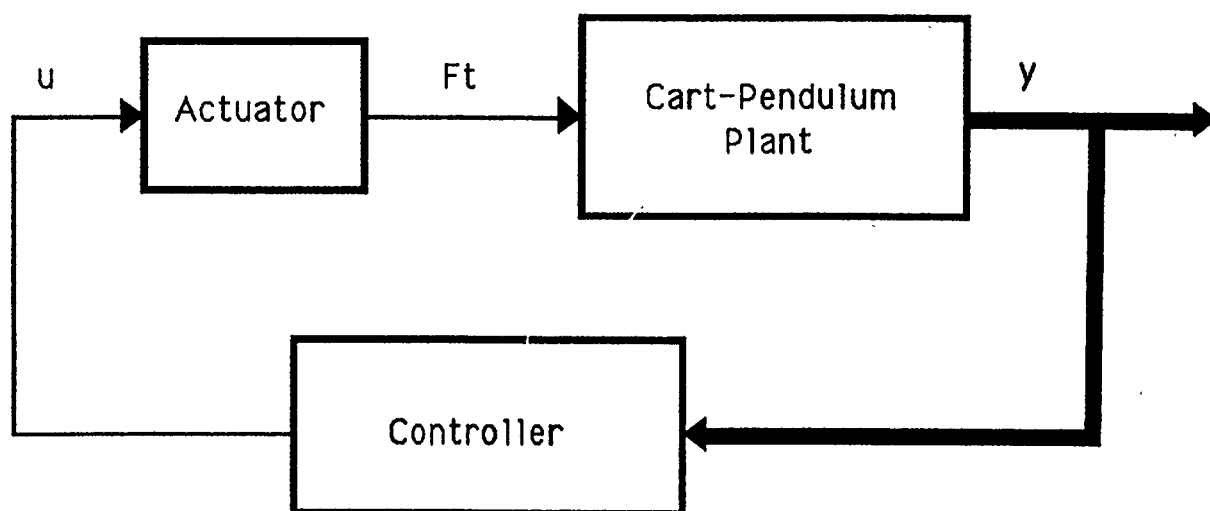 u
Actuator
Ft
Cart-Pendulum
Plant
y
Controller